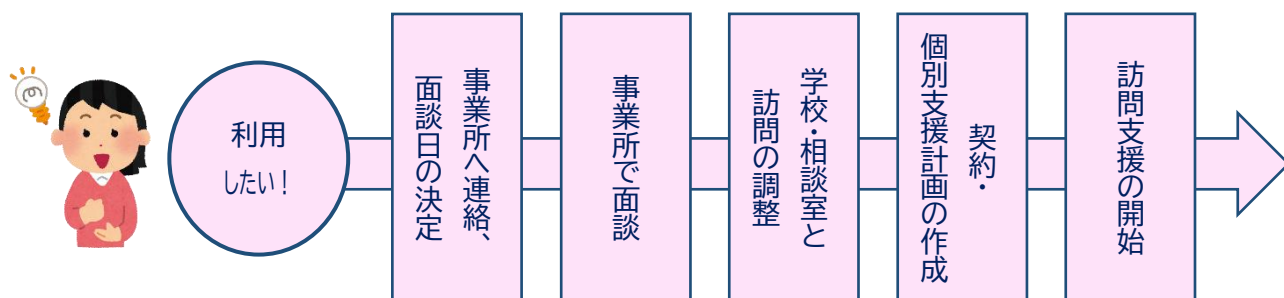 利用
したい！
事業所へ連絡、
面談日の決定
事業所で面談
学校・相談室と
訪問の調整
契約・
個別支援計画の作成
訪問支援の開始